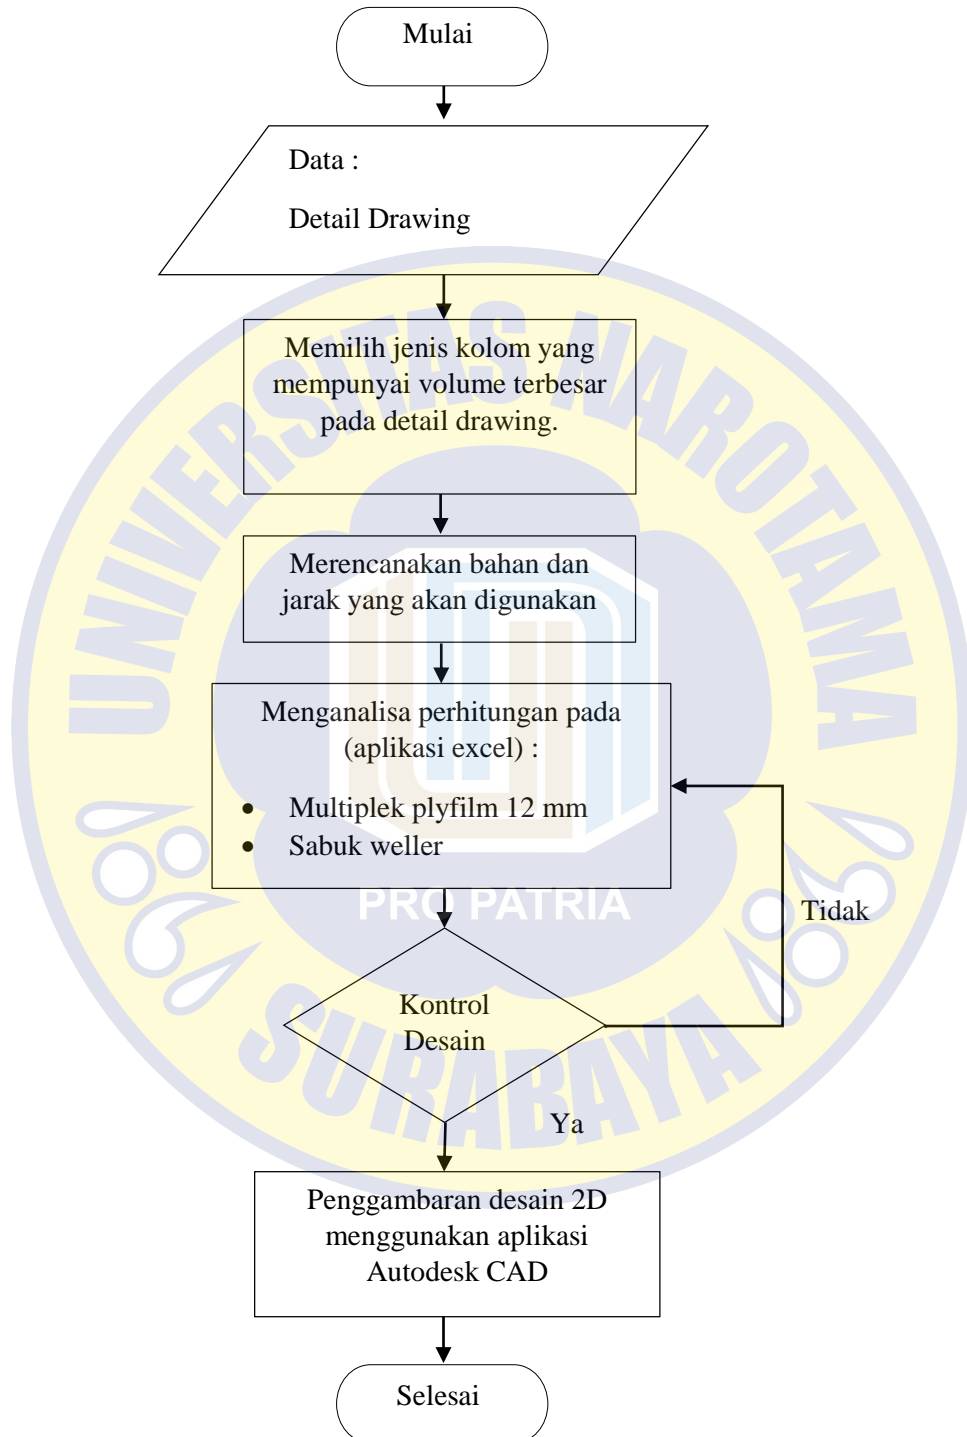 Mulai
Data :
Detail Drawing
Memilih jenis kolom yang
mempunyai volume terbesar
pada detail drawing.
Merencanakan bahan dan
jarak yang akan digunakan
Menganalisa perhitungan pada
(aplikasi excel) :
• Multiplek plyfilm 12 mm
• Sabuk weller
Tidak
Kontrol
Desain
Ya
Penggambaran desain 2D
menggunakan aplikasi
Autodesk CAD
Selesai
UNIVERSITAS NAROTAMA
PRO PATRIA
SURABAYA